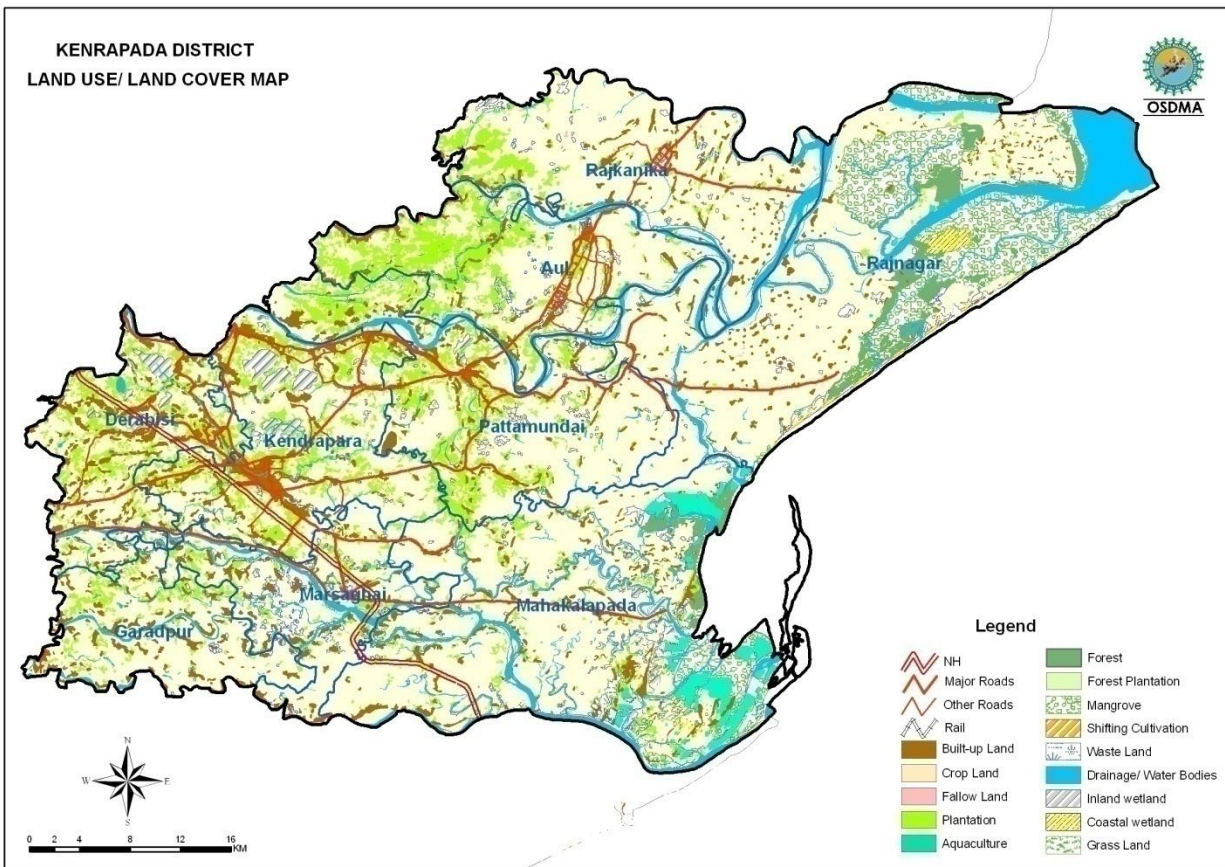 KENRAPADA DISTRICT
LAND USE/ LAND COVER MAP
OSDMA
Rajkanika
Aul
Rajnagar
Derabisi
Kendrapara
Pattamundai
Marsaghai
Mahakalapada
Garadpur
N
W
E
S
0 2 4 8 12 16
KM
Legend
NH
Major Roads
Other Roads
Rail
Built-up Land
Crop Land
Fallow Land
Plantation
Aquaculture
Forest
Forest Plantation
Mangrove
Shifting Cultivation
Waste Land
Drainage/ Water Bodies
Inland wetland
Coastal wetland
Grass Land